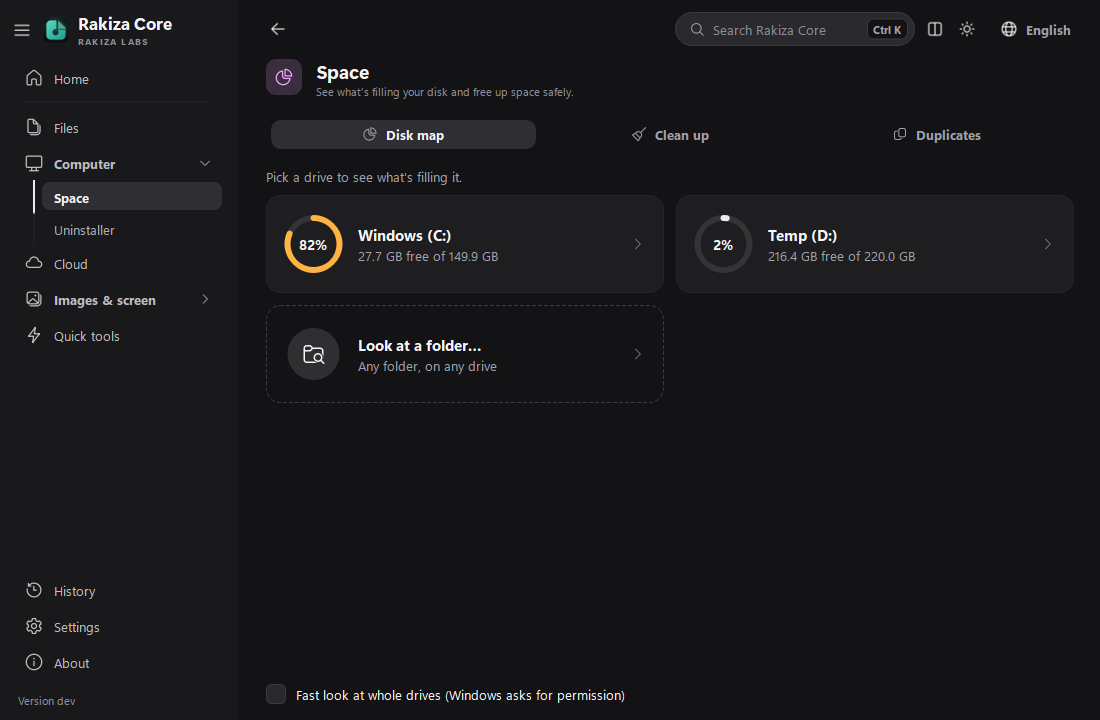 Rakiza Core
RAKIZA LABS
Search Rakiza Core
Ctrl K
English
Home
Files
Computer
Space
Uninstaller
Cloud
Images & screen
Quick tools
History
Settings
About
Version dev
Space
See what's filling your disk and free up space safely.
Disk map
Clean up
Duplicates
Pick a drive to see what's filling it.
82%
Windows (C:)
27.7 GB free of 149.9 GB
2%
Temp (D:)
216.4 GB free of 220.0 GB
Look at a folder...
Any folder, on any drive
Fast look at whole drives (Windows asks for permission)